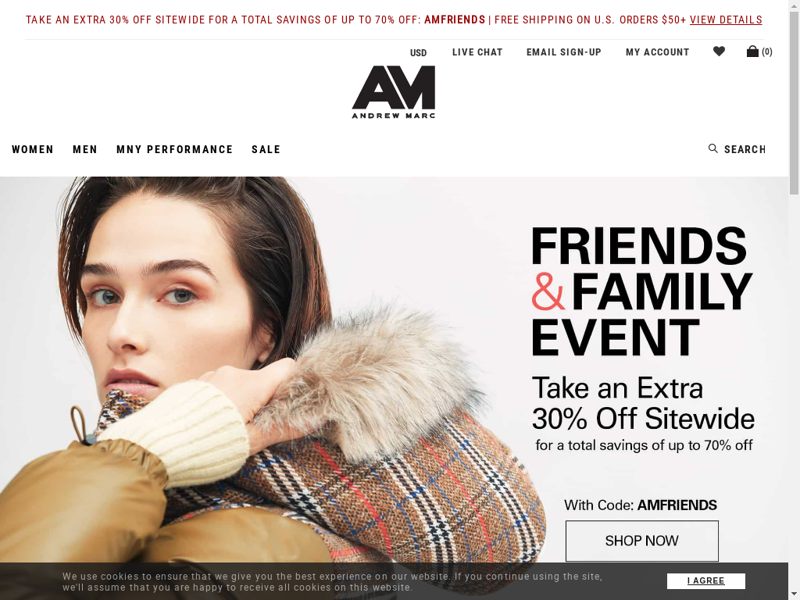 TAKE AN EXTRA 30% OFF SITEWIDE FOR A TOTAL SAVINGS OF UP TO 70% OFF: AMFRIENDS | FREE SHIPPING ON U.S. ORDERS $50+ VIEW DETAILS
USD LIVE CHAT EMAIL SIGN-UP MY ACCOUNT (0)
AM
ANDREW MARC
WOMEN MEN MNY PERFORMANCE SALE SEARCH
FRIENDS
& FAMILY
EVENT
Take an Extra
30% Off Sitewide
for a total savings of up to 70% off
With Code: AMFRIENDS
SHOP NOW
We use cookies to ensure that we give you the best experience on our website. If you continue using the site,
we'll assume that you are happy to receive all cookies on this website.
I AGREE